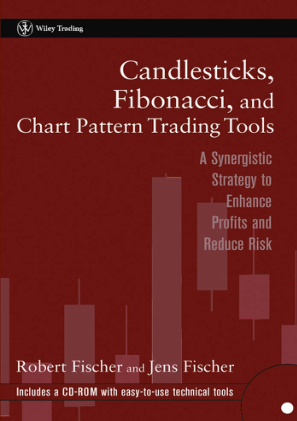 Wiley Trading
Candlesticks,
Fibonacci, and
Chart Pattern Trading Tools
A Synergistic
Strategy to
Enhance
Profits and
Reduce Risk
Robert Fischer and Jens Fischer
Includes a CD-ROM with easy-to-use technical tools